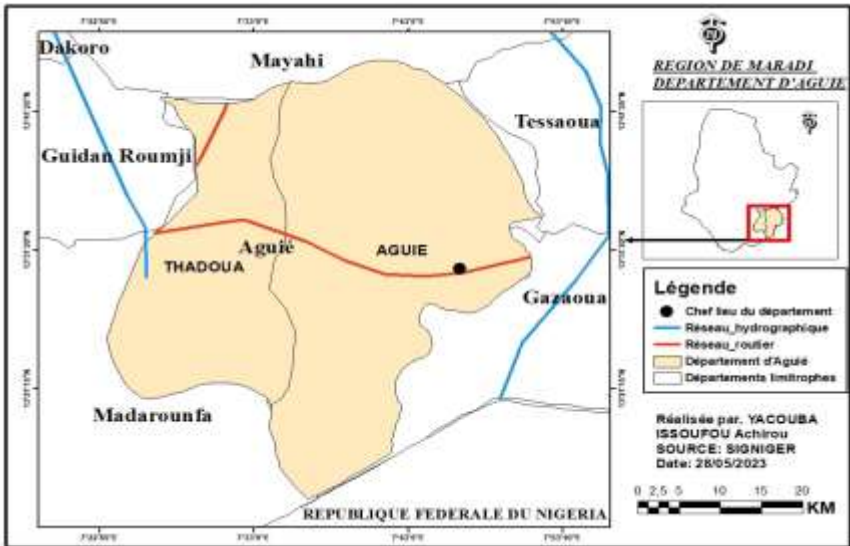 Dakoro
Mayahi
Tessaoua
Guidan Roumji
Aguié
AGUIE
THADOUA
Gazaoua
Madarounfa
REPUBLIQUE FEDERALE DU NIGERIA
REGION DE MARADI
DEPARTEMENT D'AGUIE
Légende
Chef lieu du département
Réseau_hydrographique
Réseau_routier
Département d'Aguié
Départements limitrophes
Réalisée par. YACOUBA
ISSOUFOU Achirou
SOURCE: SIGNIGER
Date: 28/05/2023
0 2,5 5 10 15 20
KM